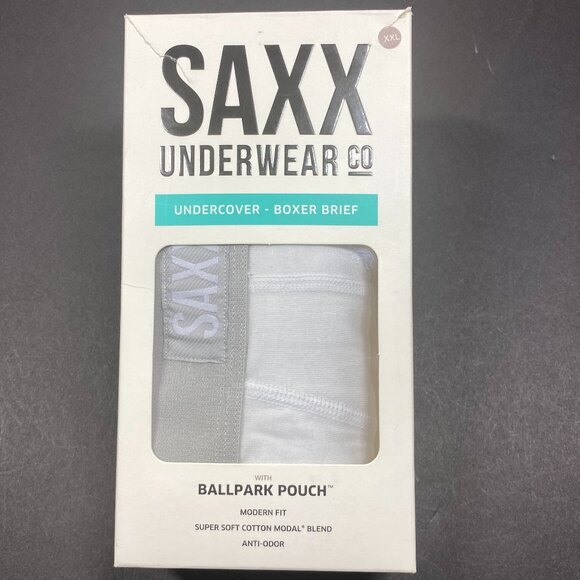 XXL
SAXX
UNDERWEAR CO
UNDERCOVER - BOXER BRIEF
SAXX
WITH
BALLPARK POUCH™
MODERN FIT
SUPER SOFT COTTON MODAL® BLEND
ANTI-ODOR